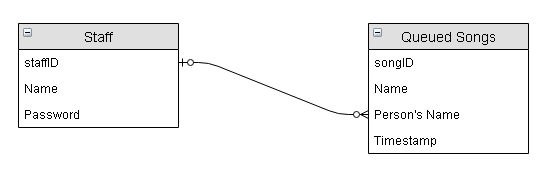 Staff
staffID
Name
Password
Queued Songs
songID
Name
Person's Name
Timestamp